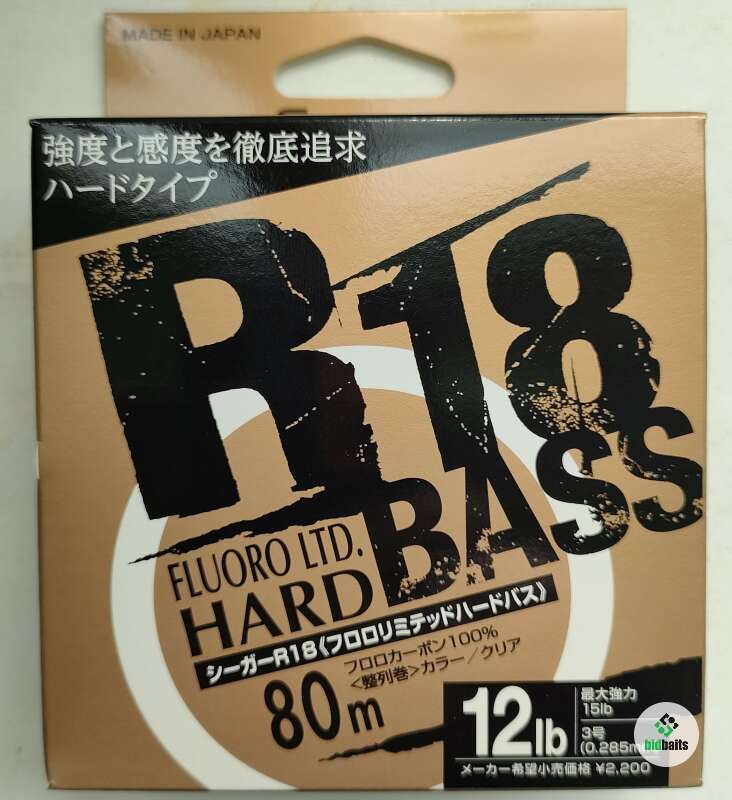 MADE IN JAPAN
強度と感度を徹底追求
ハードタイプ
R18
BASS
FLUORO LTD.
HARD
シーガーR18《フロロリミテッドハードバス》
フロロカーボン100%
<整列巻>カラー/クリア
80m
12lb
最大強力
15lb
3号
(0.285m
メーカー希望小売価格 ¥2,200
bidbaits